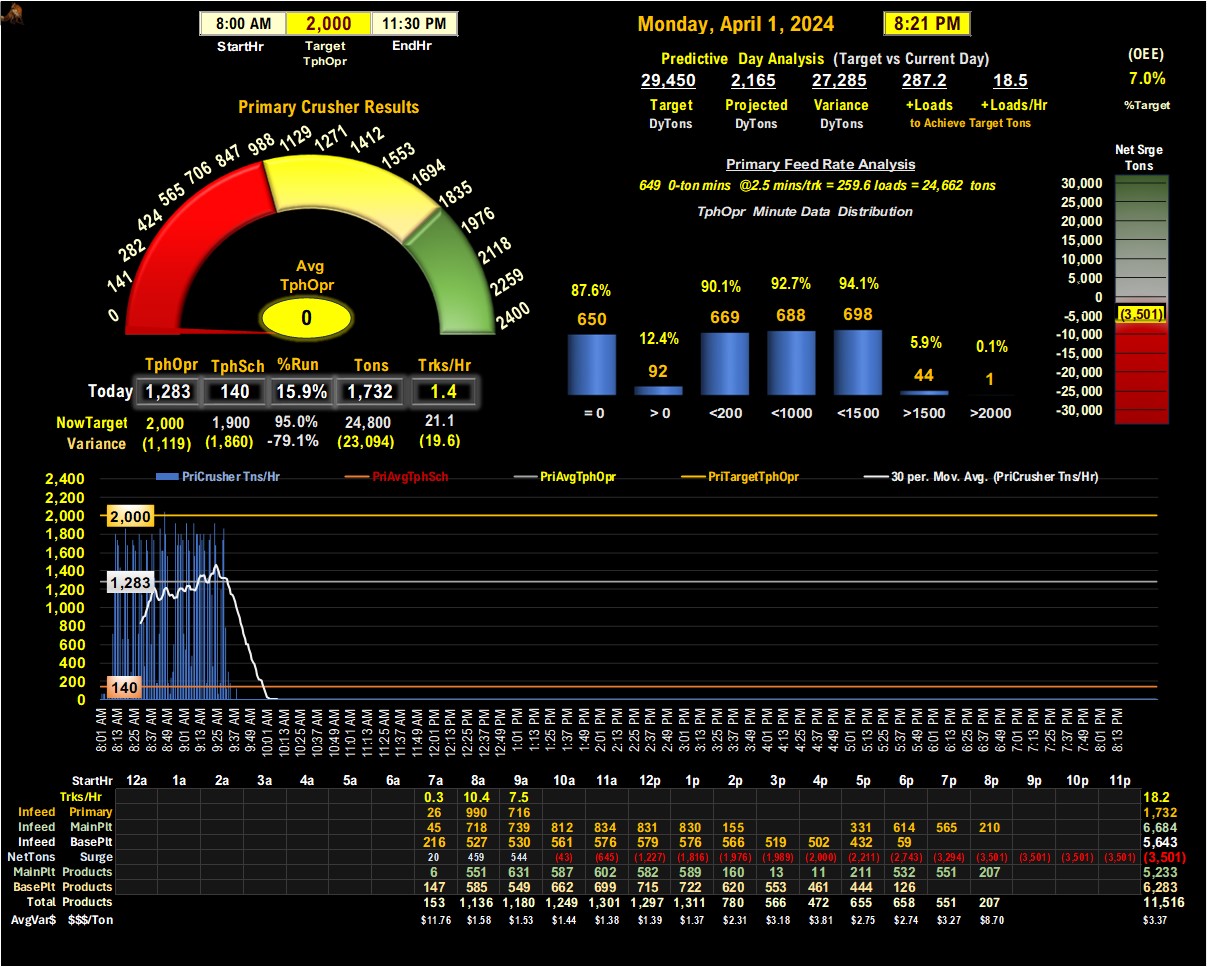 8:00 AM 2,000 11:30 PM
StartHr Target TphOpr EndHr
Monday, April 1, 2024 8:21 PM
Predictive Day Analysis (Target vs Current Day)
29,450 2,165 27,285 287.2 18.5
Target Projected Variance +Loads +Loads/Hr
DyTons DyTons DyTons to Achieve Target Tons
(OEE)
7.0%
%Target
Primary Crusher Results
0 141 282 424 565 706 847 988 1129 1271 1412 1553 1694 1835 1976 2118 2259 2400
Avg
TphOpr
0
TphOpr TphSch %Run Tons Trks/Hr
Today 1,283 140 15.9% 1,732 1.4
NowTarget 2,000 1,900 95.0% 24,800 21.1
Variance (1,119) (1,860) -79.1% (23,094) (19.6)
Primary Feed Rate Analysis
649 0-ton mins @2.5 mins/trk = 259.6 loads = 24,662 tons
TphOpr Minute Data Distribution
87.6% 12.4% 90.1% 92.7% 94.1% 5.9% 0.1%
650 92 669 688 698 44 1
= 0 > 0 <200 <1000 <1500 >1500 >2000
Net Srge
Tons
30,000
25,000
20,000
15,000
10,000
5,000
0
-5,000 (3,501)
-10,000
-15,000
-20,000
-25,000
-30,000
PriCrusher Tns/Hr PriAvgTphSch PriAvgTphOpr PriTargetTphOpr 30 per. Mov. Avg. (PriCrusher Tns/Hr)
2,400
2,200
2,000 2,000
1,800
1,600
1,400
1,200 1,283
1,000
800
600
400
200 140
0
8:01 AM 8:13 AM 8:25 AM 8:37 AM 8:49 AM 9:01 AM 9:13 AM 9:25 AM 9:37 AM 9:49 AM 10:01 AM 10:13 AM 10:25 AM 10:37 AM 10:49 AM 11:01 AM 11:13 AM 11:25 AM 11:37 AM 11:49 AM 12:01 PM 12:13 PM 12:25 PM 12:37 PM 12:49 PM 1:01 PM 1:13 PM 1:25 PM 1:37 PM 1:49 PM 2:01 PM 2:13 PM 2:25 PM 2:37 PM 2:49 PM 3:01 PM 3:13 PM 3:25 PM 3:37 PM 3:49 PM 4:01 PM 4:13 PM 4:25 PM 4:37 PM 4:49 PM 5:01 PM 5:13 PM 5:25 PM 5:37 PM 5:49 PM 6:01 PM 6:13 PM 6:25 PM 6:37 PM 6:49 PM 7:01 PM 7:13 PM 7:25 PM 7:37 PM 7:49 PM 8:01 PM 8:13 PM
StartHr 12a 1a 2a 3a 4a 5a 6a 7a 8a 9a 10a 11a 12p 1p 2p 3p 4p 5p 6p 7p 8p 9p 10p 11p
Trks/Hr 0.3 10.4 7.5 18.2
Infeed Primary 26 990 716 1,732
Infeed MainPlt 45 718 739 812 834 831 830 155 331 614 565 210 6,684
Infeed BasePlt 216 527 530 561 576 579 576 566 519 502 432 59 5,643
NetTons Surge 20 459 544 (43) (645) (1,227) (1,816) (1,976) (1,989) (2,000) (2,211) (2,743) (3,294) (3,501) (3,501) (3,501) (3,501) (3,501)
MainPlt Products 6 551 631 587 602 582 589 160 13 11 211 532 551 207 5,233
BasePlt Products 147 585 549 662 699 715 722 620 553 461 444 126 6,283
Total Products 153 1,136 1,180 1,249 1,301 1,297 1,311 780 566 472 655 658 551 207 11,516
AvgVar$ $$$/Ton $11.76 $1.58 $1.53 $1.44 $1.38 $1.39 $1.37 $2.31 $3.18 $3.81 $2.75 $2.74 $3.27 $8.70 $3.37